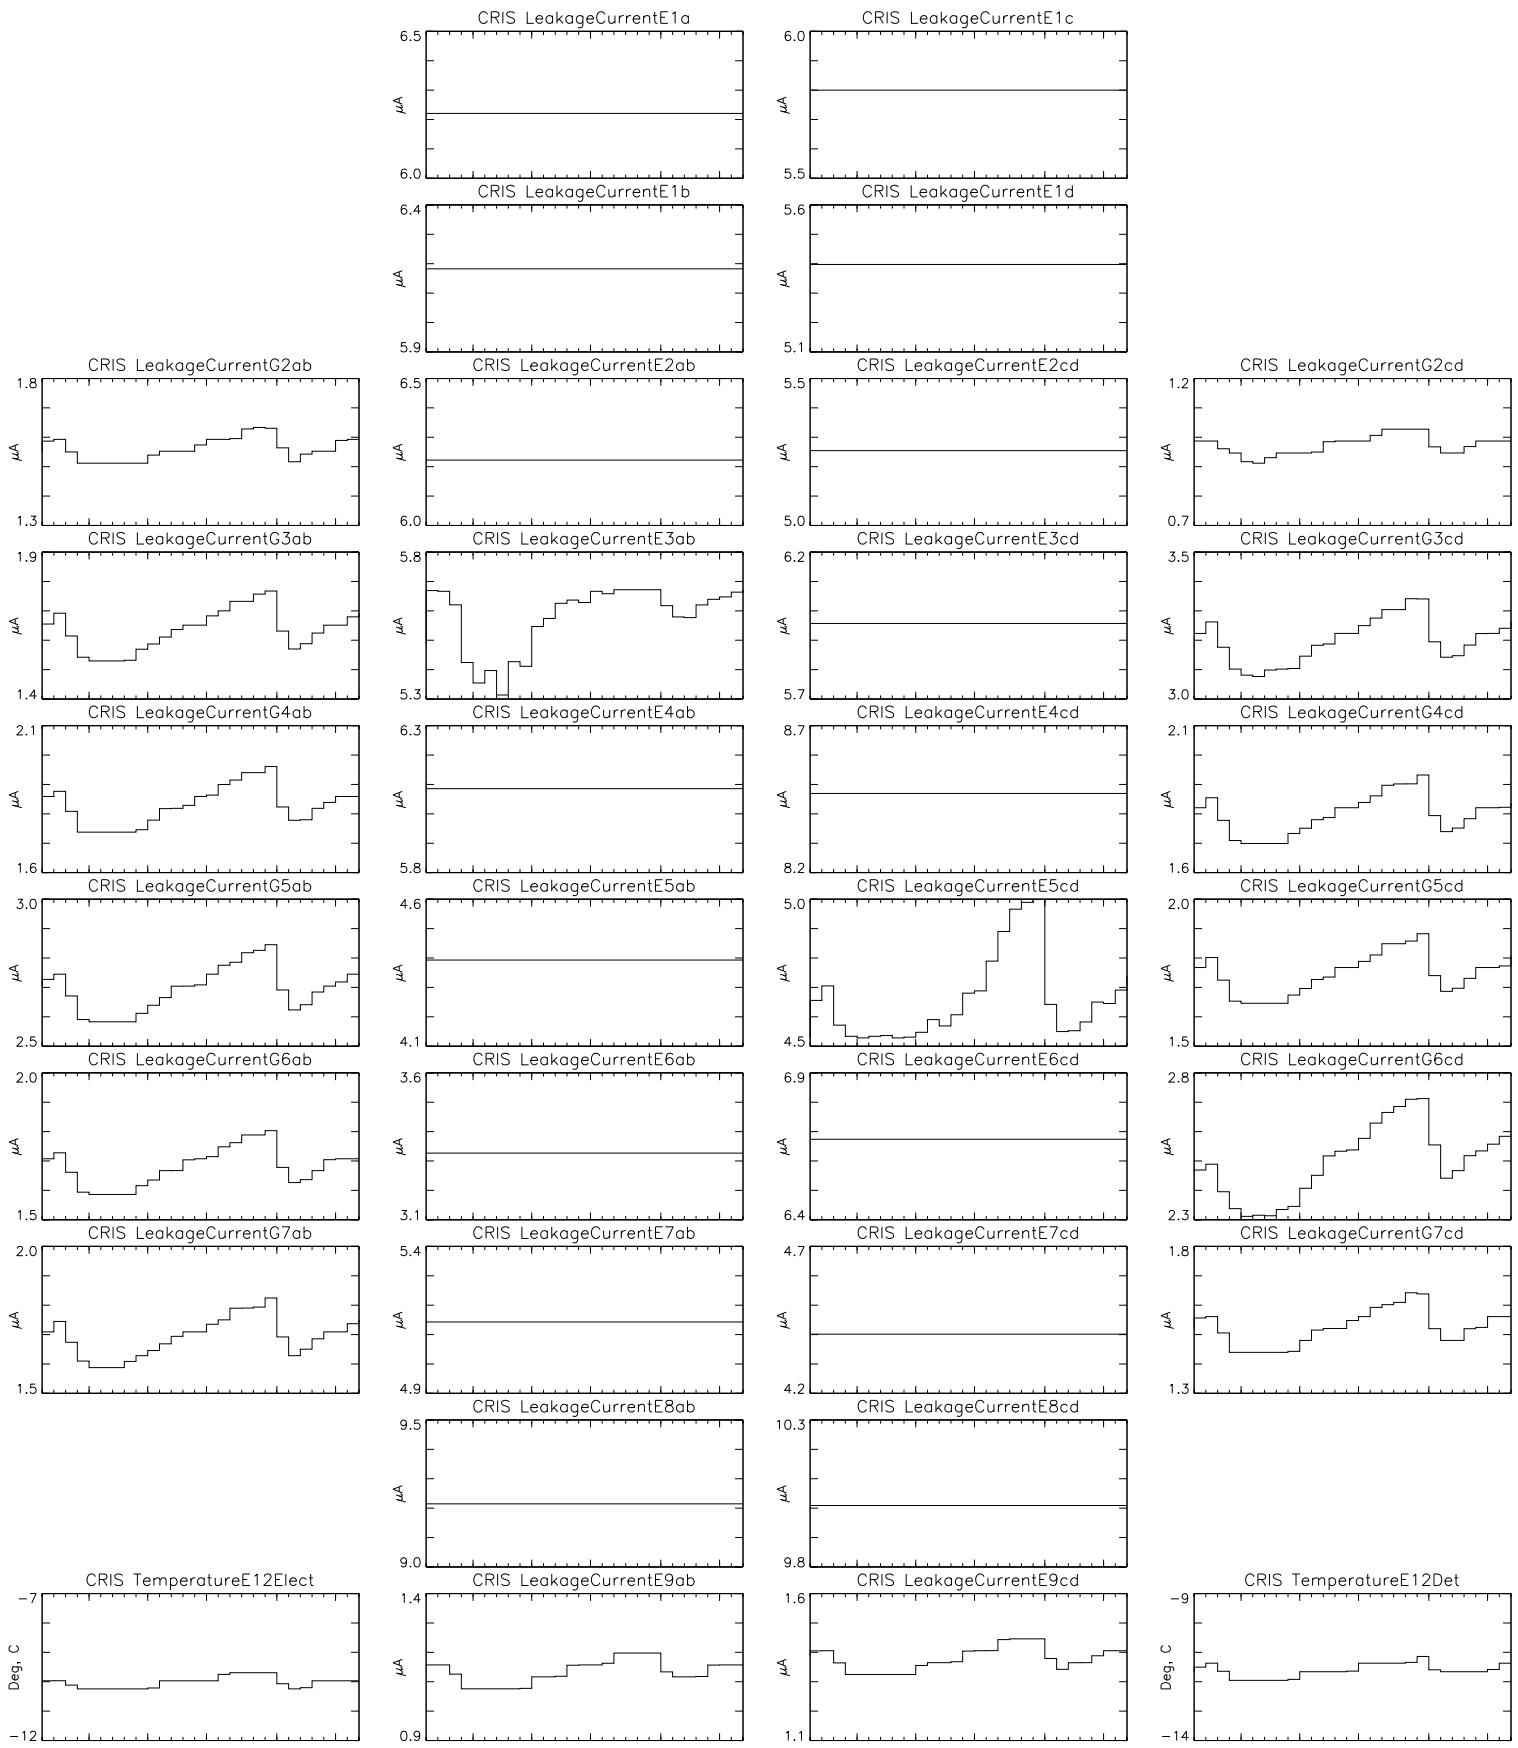 CRIS LeakageCurrentE1a
6.5
μA
6.0
CRIS LeakageCurrentE1c
6.0
μA
5.5
CRIS LeakageCurrentE1b
6.4
μA
5.9
CRIS LeakageCurrentE1d
5.6
μA
5.1
CRIS LeakageCurrentG2ab
1.8
μA
1.3
CRIS LeakageCurrentE2ab
6.5
μA
6.0
CRIS LeakageCurrentE2cd
5.5
μA
5.0
CRIS LeakageCurrentG2cd
1.2
μA
0.7
CRIS LeakageCurrentG3ab
1.9
μA
1.4
CRIS LeakageCurrentE3ab
5.8
μA
5.3
CRIS LeakageCurrentE3cd
6.2
μA
5.7
CRIS LeakageCurrentG3cd
3.5
μA
3.0
CRIS LeakageCurrentG4ab
2.1
μA
1.6
CRIS LeakageCurrentE4ab
6.3
μA
5.8
CRIS LeakageCurrentE4cd
8.7
μA
8.2
CRIS LeakageCurrentG4cd
2.1
μA
1.6
CRIS LeakageCurrentG5ab
3.0
μA
2.5
CRIS LeakageCurrentE5ab
4.6
μA
4.1
CRIS LeakageCurrentE5cd
5.0
μA
4.5
CRIS LeakageCurrentG5cd
2.0
μA
1.5
CRIS LeakageCurrentG6ab
2.0
μA
1.5
CRIS LeakageCurrentE6ab
3.6
μA
3.1
CRIS LeakageCurrentE6cd
6.9
μA
6.4
CRIS LeakageCurrentG6cd
2.8
μA
2.3
CRIS LeakageCurrentG7ab
2.0
μA
1.5
CRIS LeakageCurrentE7ab
5.4
μA
4.9
CRIS LeakageCurrentE7cd
4.7
μA
4.2
CRIS LeakageCurrentG7cd
1.8
μA
1.3
CRIS LeakageCurrentE8ab
9.5
μA
9.0
CRIS LeakageCurrentE8cd
10.3
μA
9.8
CRIS TemperatureE12Elect
-7
Deg, C
-12
CRIS LeakageCurrentE9ab
1.4
μA
0.9
CRIS LeakageCurrentE9cd
1.6
μA
1.1
CRIS TemperatureE12Det
-9
Deg, C
-14